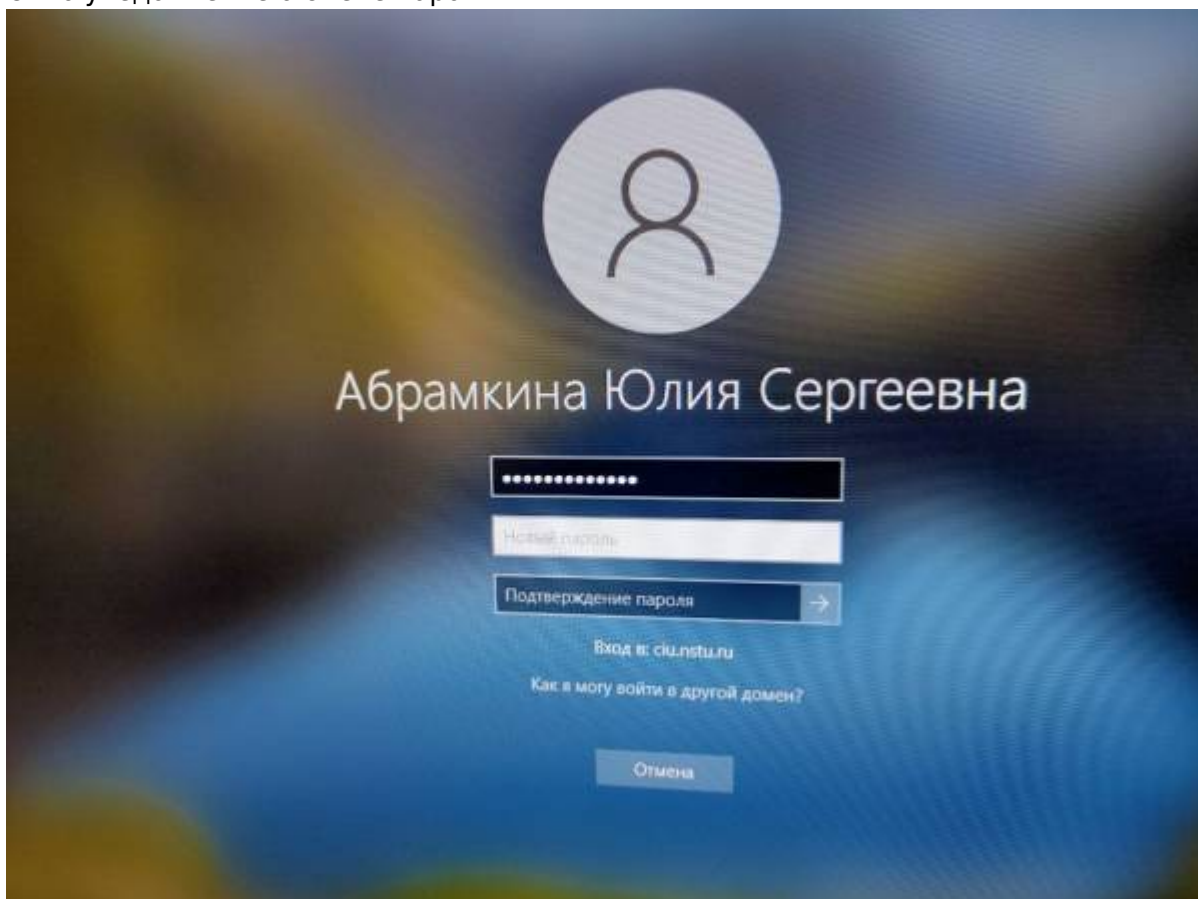 Абрамкина Юлия Сергеевна
Новый пароль
Подтверждение пароля
Вход в: ciu.nstu.ru
Как я могу войти в другой домен?
Отмена